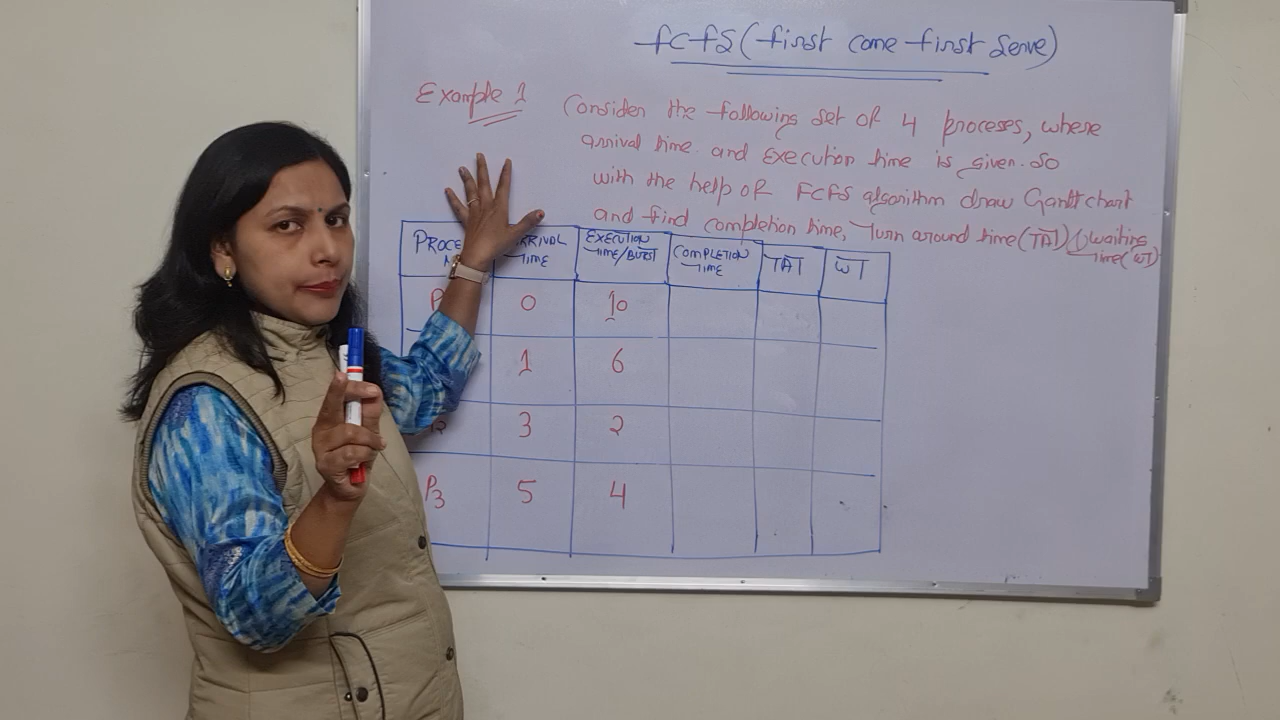 FCFS (first come first Serve)
Example 1
Consider the following set of 4 proceses, where
arrival time and execution time is given. So
with the help of FCFS algorithm draw Gantt chart
and find completion time, Turn around time (TAT) & waiting
time (WT)
PROCE
ARRIVAL
TIME
EXECUTION
TIME/BURST
COMPLETION
TIME
TAT
WT
P 0 10
1 6
3 2
P3 5 4